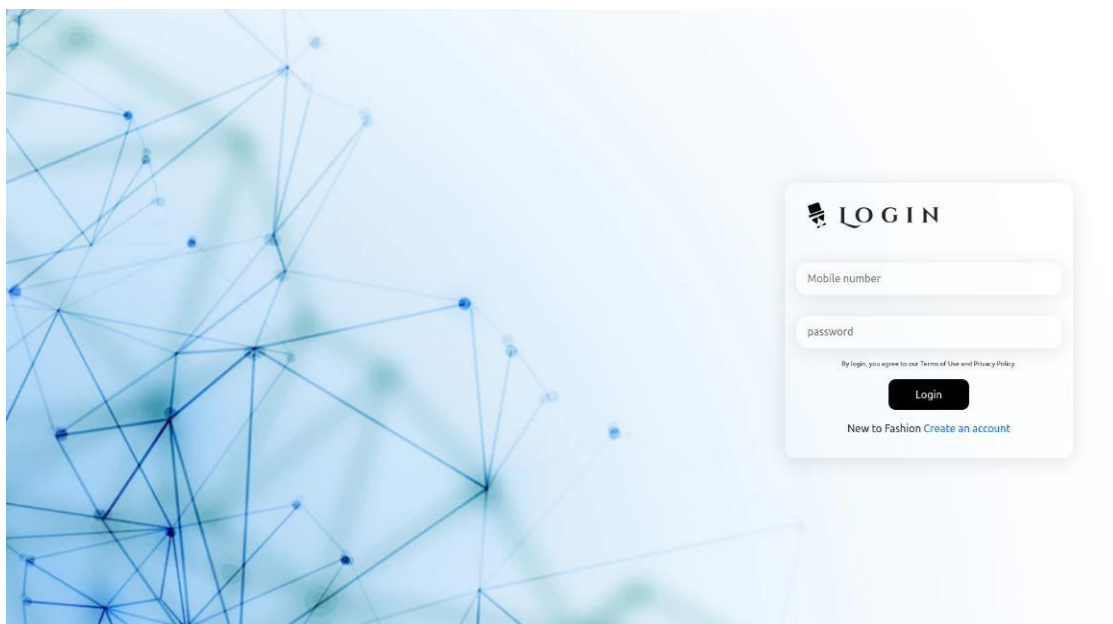 LOGIN
Mobile number
password
By login, you agree to our Terms of Use and Privacy Policy.
Login
New to Fashion Create an account